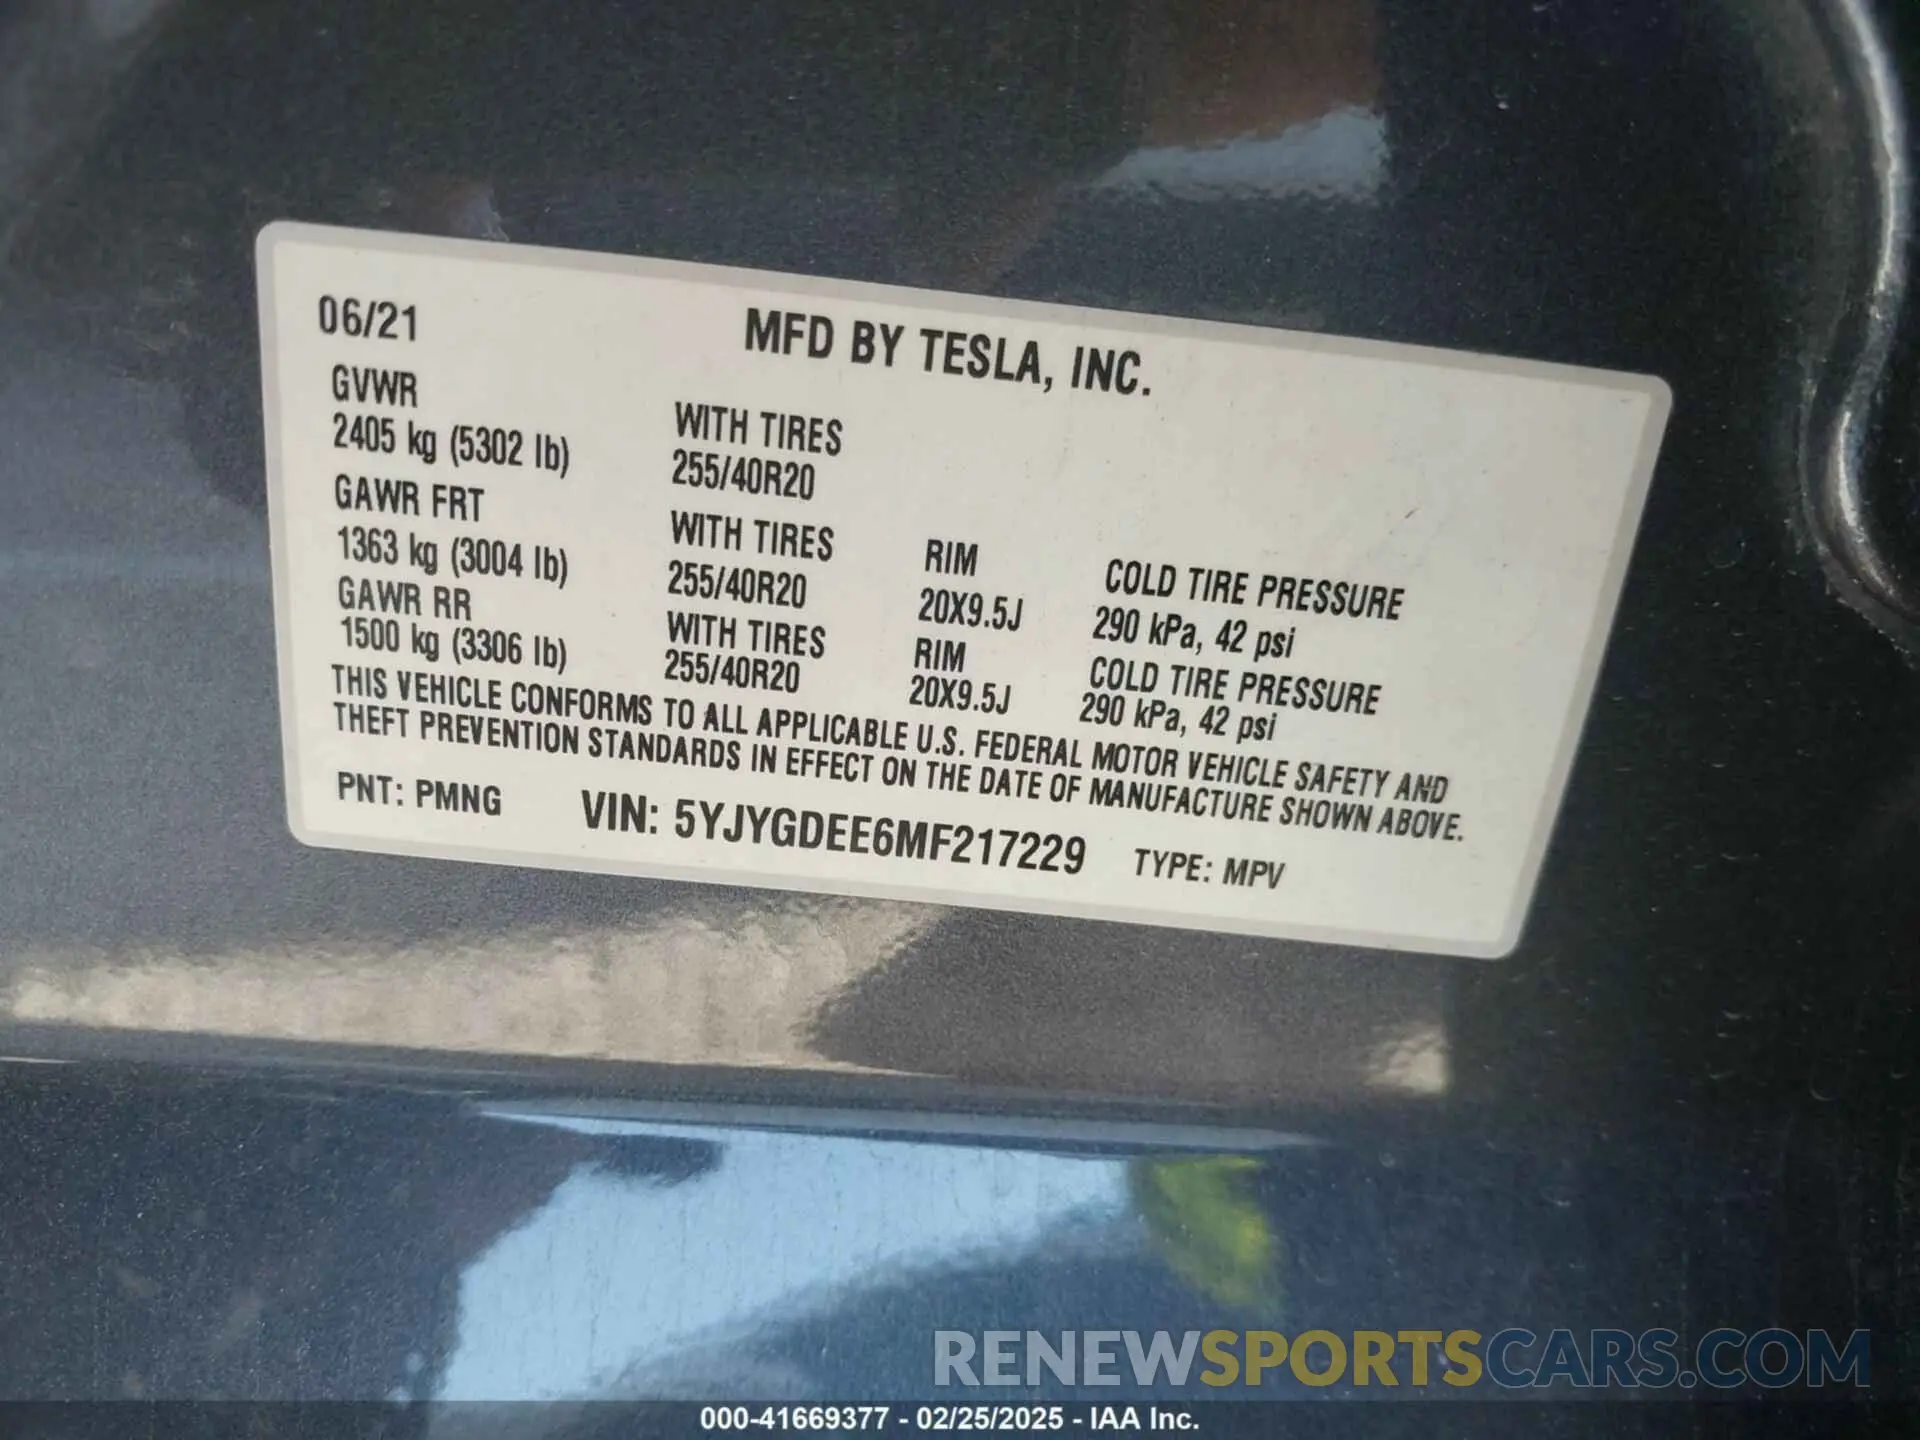 06/21 MFD BY TESLA, INC.
GVWR
2405 kg (5302 lb) WITH TIRES
255/40R20
GAWR FRT WITH TIRES RIM COLD TIRE PRESSURE
1363 kg (3004 lb) 255/40R20 20X9.5J 290 kPa, 42 psi
GAWR RR WITH TIRES RIM COLD TIRE PRESSURE
1500 kg (3306 lb) 255/40R20 20X9.5J 290 kPa, 42 psi
THIS VEHICLE CONFORMS TO ALL APPLICABLE U.S. FEDERAL MOTOR VEHICLE SAFETY AND
THEFT PREVENTION STANDARDS IN EFFECT ON THE DATE OF MANUFACTURE SHOWN ABOVE.
PNT: PMNG VIN: 5YJYGDEE6MF217229 TYPE: MPV
RENEWSPORTSCARS.COM
000-41669377 - 02/25/2025 - IAA Inc.